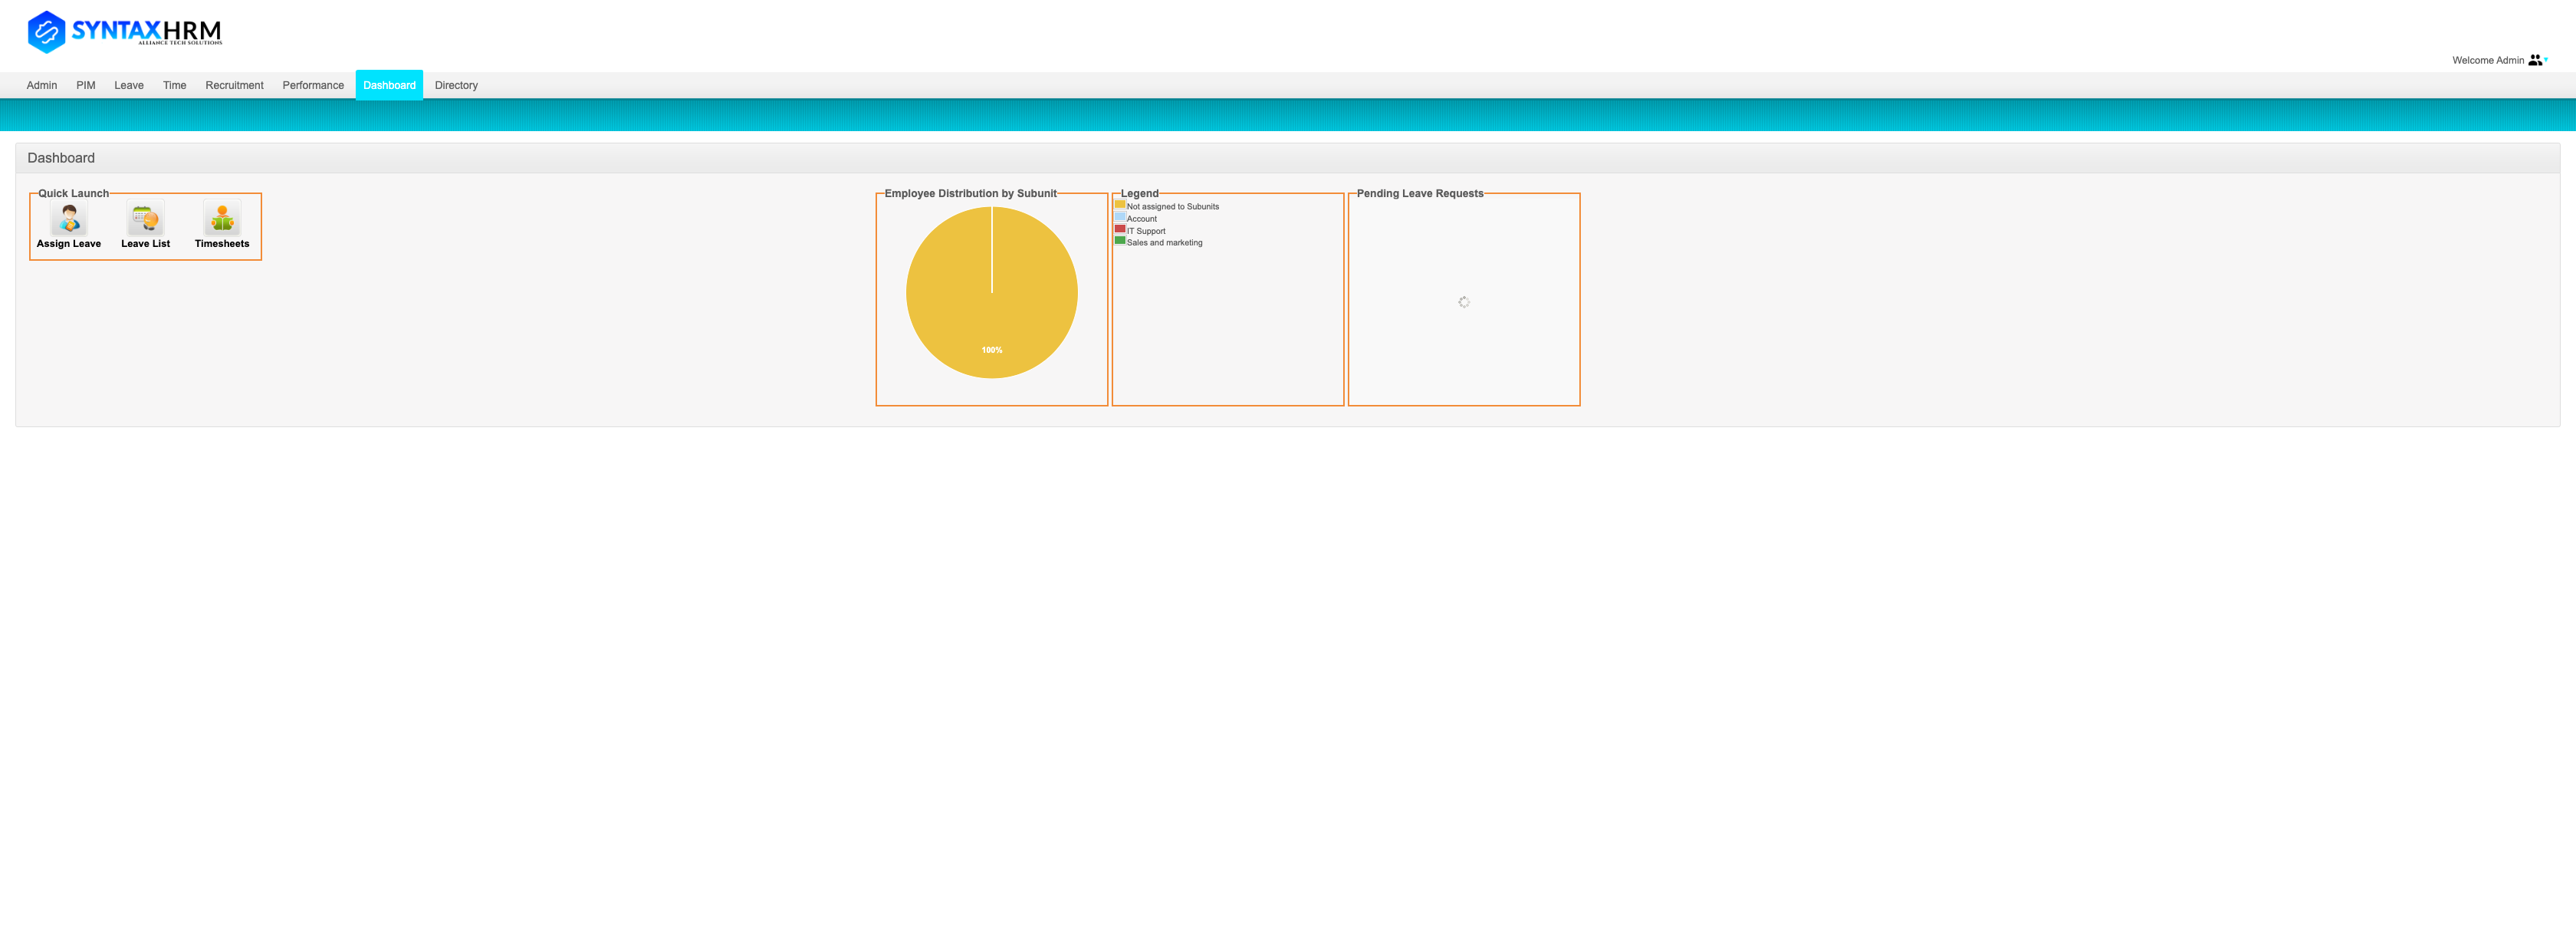 SYNTAXHRM
ALLIANCE TECH SOLUTIONS
Welcome Admin
Admin PIM Leave Time Recruitment Performance Dashboard Directory
Dashboard
Quick Launch
Assign Leave Leave List Timesheets
Employee Distribution by Subunit
100%
Legend
Not assigned to Subunits
Account
IT Support
Sales and marketing
Pending Leave Requests